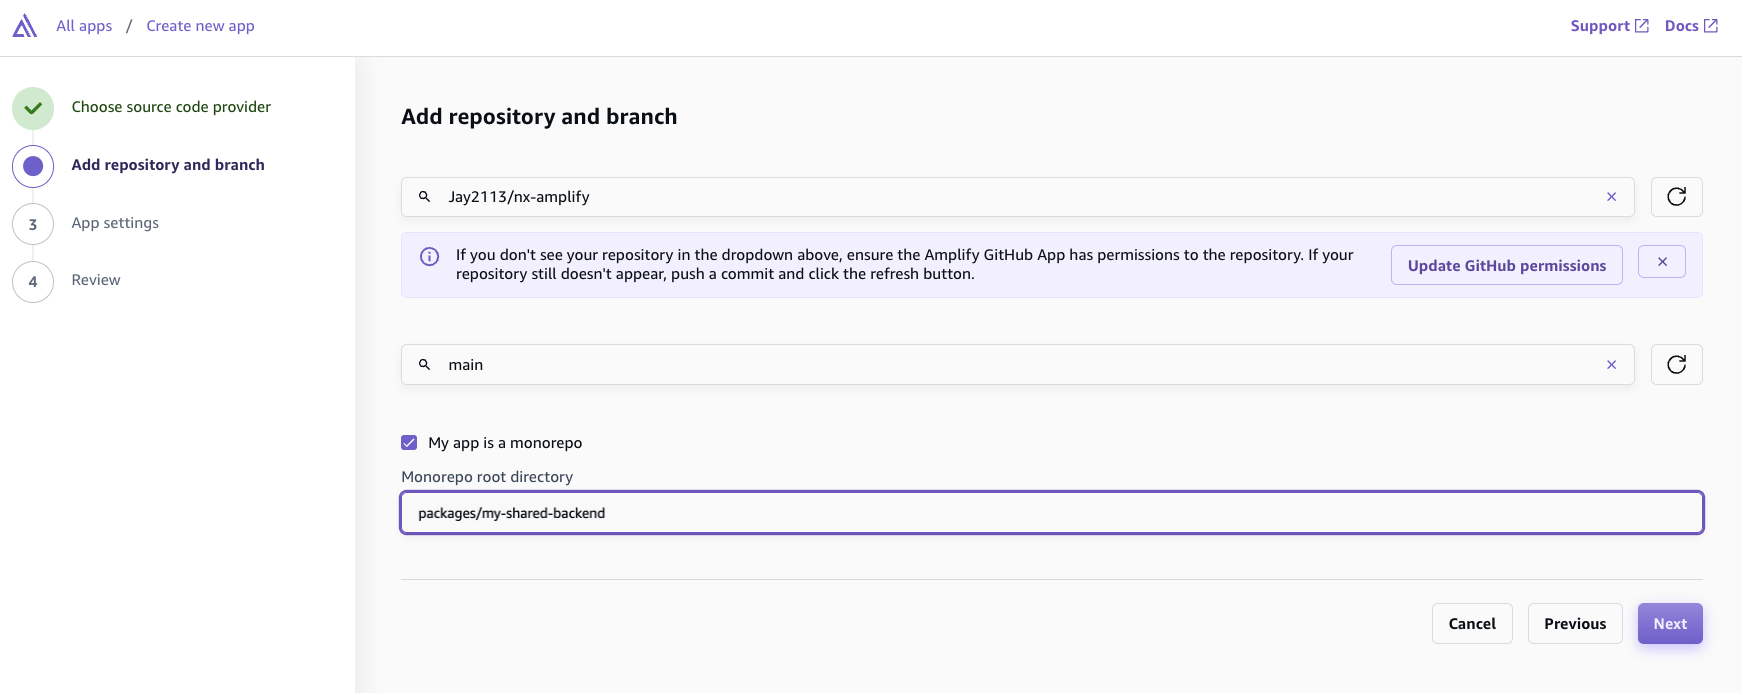 All apps / Create new app
Support Docs
Choose source code provider
Add repository and branch
3 App settings
4 Review
Add repository and branch
Jay2113/nx-amplify
If you don't see your repository in the dropdown above, ensure the Amplify GitHub App has permissions to the repository. If your
repository still doesn't appear, push a commit and click the refresh button.
Update GitHub permissions
main
My app is a monorepo
Monorepo root directory
packages/my-shared-backend
Cancel Previous Next